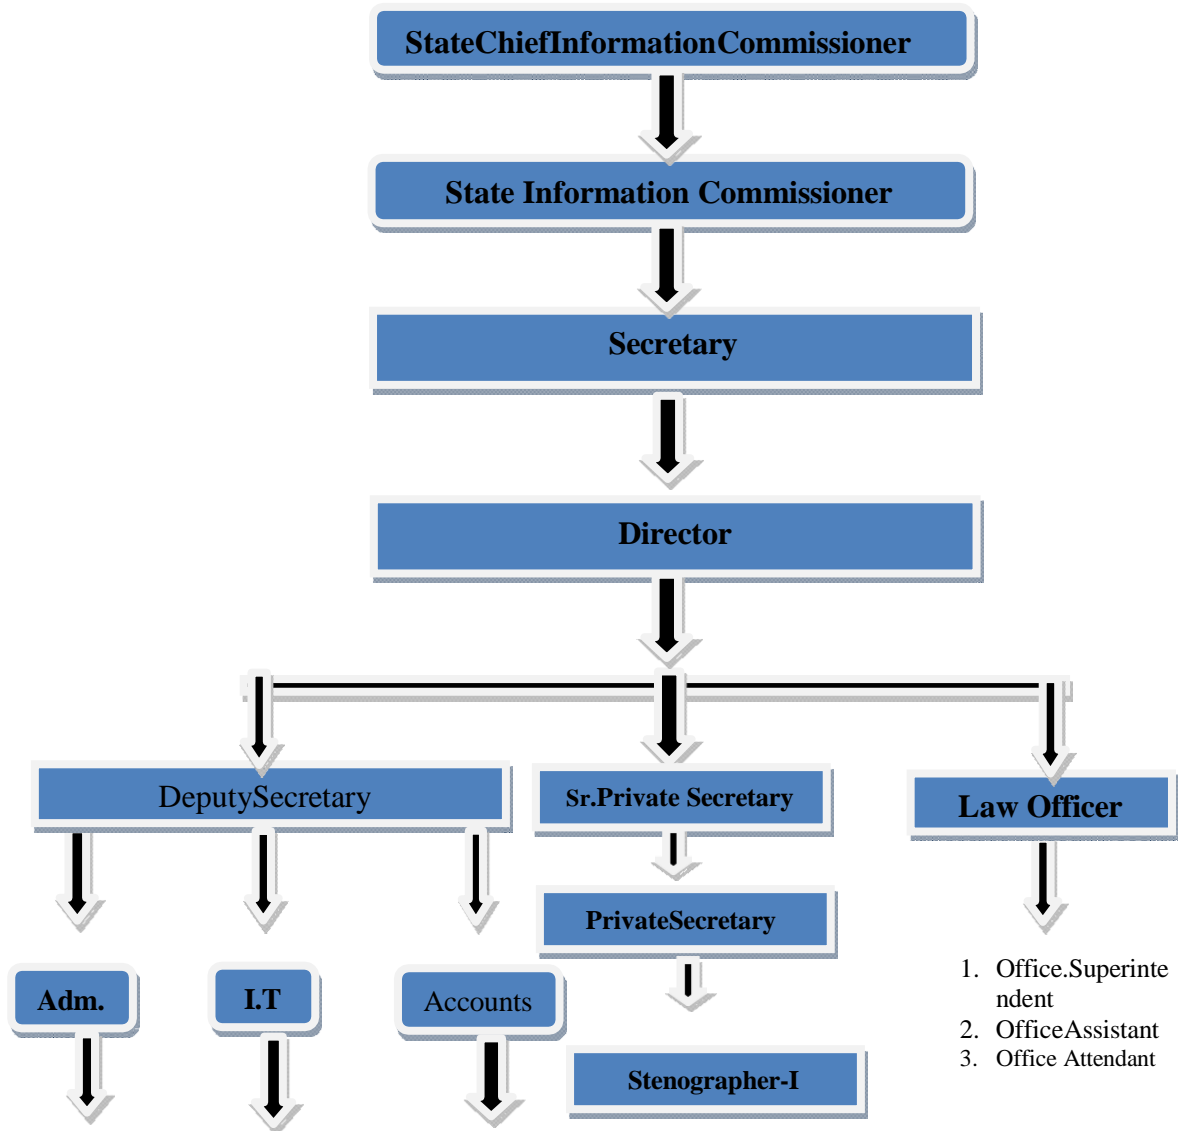 StateChiefInformationCommissioner
State Information Commissioner
Secretary
Director
DeputySecretary
Sr.Private Secretary
Law Officer
PrivateSecretary
Adm.
I.T
Accounts
1. Office.Superinte
ndent
2. OfficeAssistant
3. Office Attendant
Stenographer-I